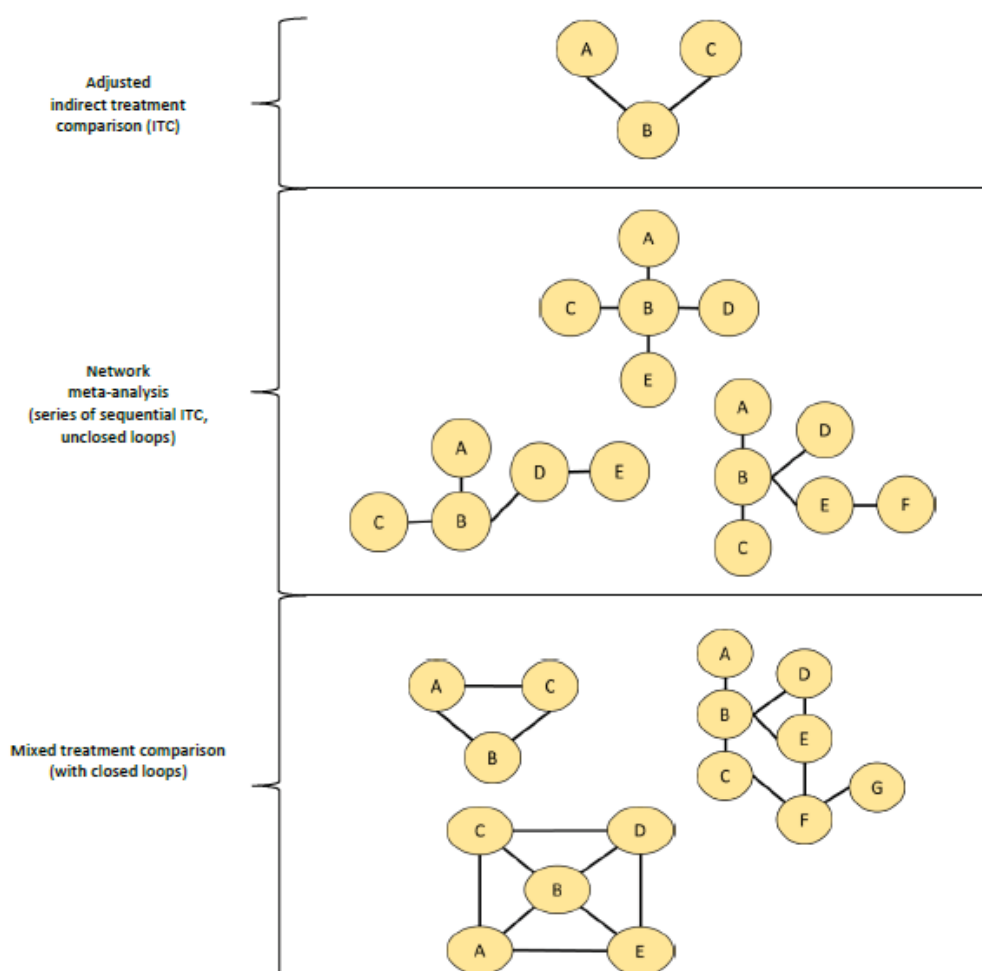 Adjusted
indirect treatment
comparison (ITC)
A
C
B
Network
meta-analysis
(series of sequential ITC,
unclosed loops)
A
C
B
D
E
A
D
E
C
B
A
D
B
E
F
C
Mixed treatment comparison
(with closed loops)
A
C
B
A
D
B
E
C
G
F
C
D
B
A
E